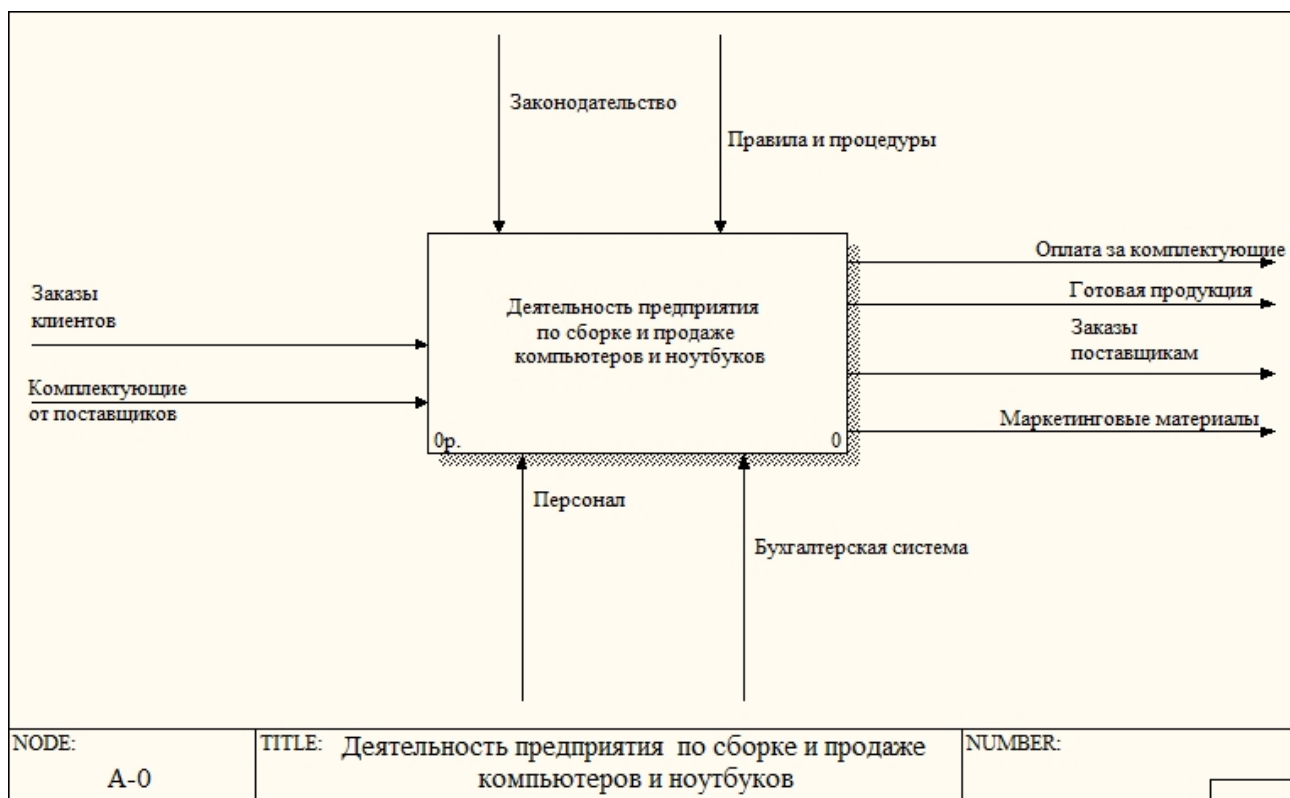 Законодательство
Правила и процедуры
Оплата за комплектующие
Готовая продукция
Заказы
поставщикам
Маркетинговые материалы
Заказы
клиентов
Комплектующие
от поставщиков
Деятельность предприятия
по сборке и продаже
компьютеров и ноутбуков
0р.
0
Персонал
Бухгалтерская система
NODE:
A-0
TITLE:
Деятельность предприятия по сборке и продаже
компьютеров и ноутбуков
NUMBER: